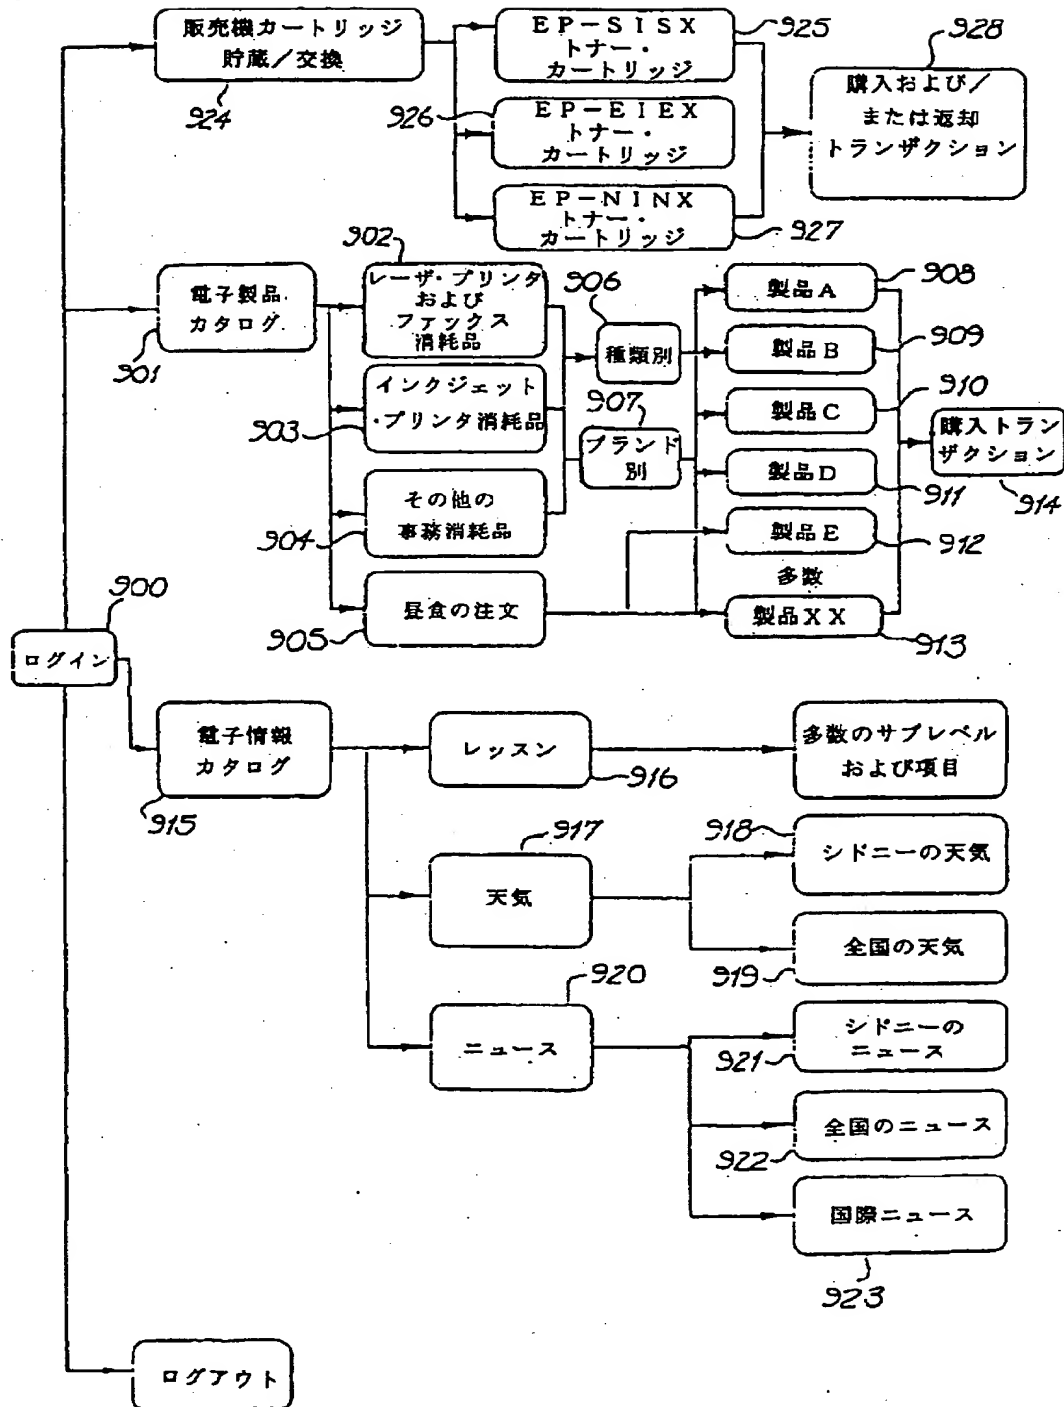 販売機カートリッジ
貯蔵/交換
924
EP-SISX
トナー・
カートリッジ
925
926
EP-EIEX
トナー・
カートリッジ
EP-NINX
トナー・
カートリッジ
927
928
購入および/
または返却
トランザクション
電子製品
カタログ
901
902
レーザ・プリンタ
および
ファックス
消耗品
インクジェット
・プリンタ消耗品
903
その他の
事務消耗品
904
昼食の注文
905
906
種類別
907
ブランド
別
製品A
908
製品B
909
製品C
910
製品D
911
製品E
912
多数
製品XX
913
購入トラン
ザクション
914
900
ログイン
電子情報
カタログ
915
レッスン
916
多数のサブレベル
および項目
917
天気
918
シドニーの天気
全国の天気
919
920
ニュース
シドニーの
ニュース
921
全国のニュース
922
国際ニュース
923
ログアウト